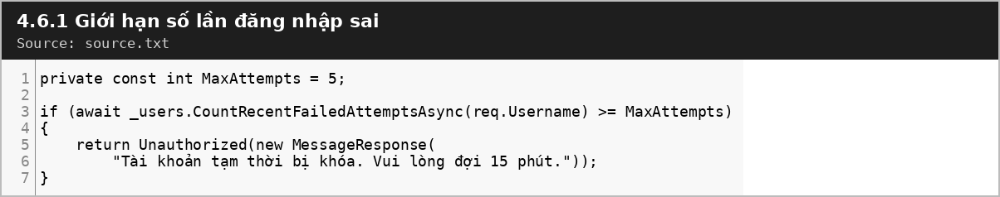 4.6.1 Giới hạn số lần đăng nhập sai
Source: source.txt
1 private const int MaxAttempts = 5;
2
3 if (await _users.CountRecentFailedAttemptsAsync(req.Username) >= MaxAttempts)
4 {
5     return Unauthorized(new MessageResponse(
6         "Tài khoản tạm thời bị khóa. Vui lòng đợi 15 phút."));
7 }